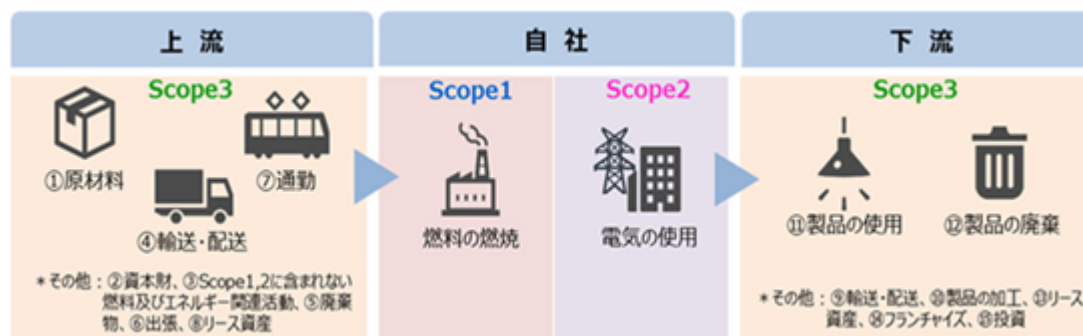 上流
自社
下流
Scope3
①原材料
⑦通勤
④輸送・配送
*その他：②資本財、③Scope1,2に含まれない
燃料及びエネルギー関連活動、⑤廃棄
物、⑥出張、⑧リース資産
Scope1
燃料の燃焼
Scope2
電気の使用
Scope3
⑪製品の使用
⑫製品の廃棄
*その他：⑨輸送・配送、⑩製品の加工、⑬リース
資産、⑭フランチャイズ、⑮投資